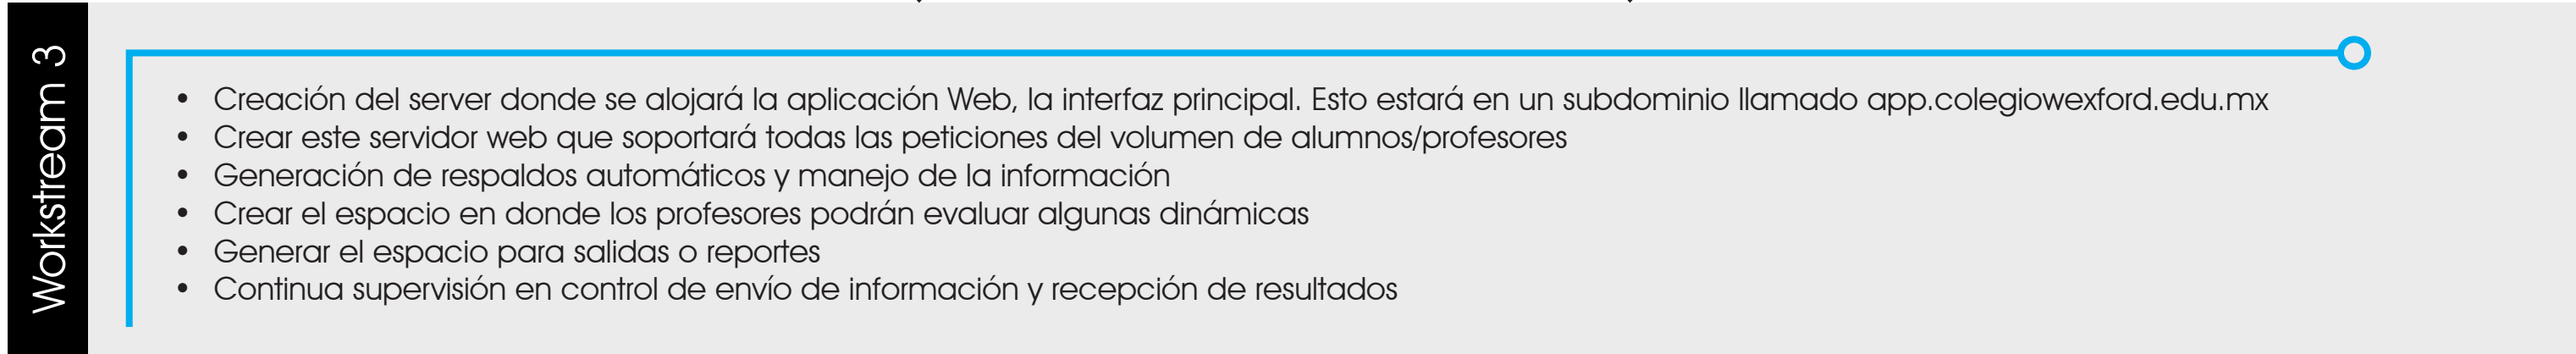 Workstream 3
• Creación del server donde se alojará la aplicación Web, la interfaz principal. Esto estará en un subdominio llamado app.colegiowexford.edu.mx
• Crear este servidor web que soportará todas las peticiones del volumen de alumnos/profesores
• Generación de respaldos automáticos y manejo de la información
• Crear el espacio en donde los profesores podrán evaluar algunas dinámicas
• Generar el espacio para salidas o reportes
• Continua supervisión en control de envío de información y recepción de resultados